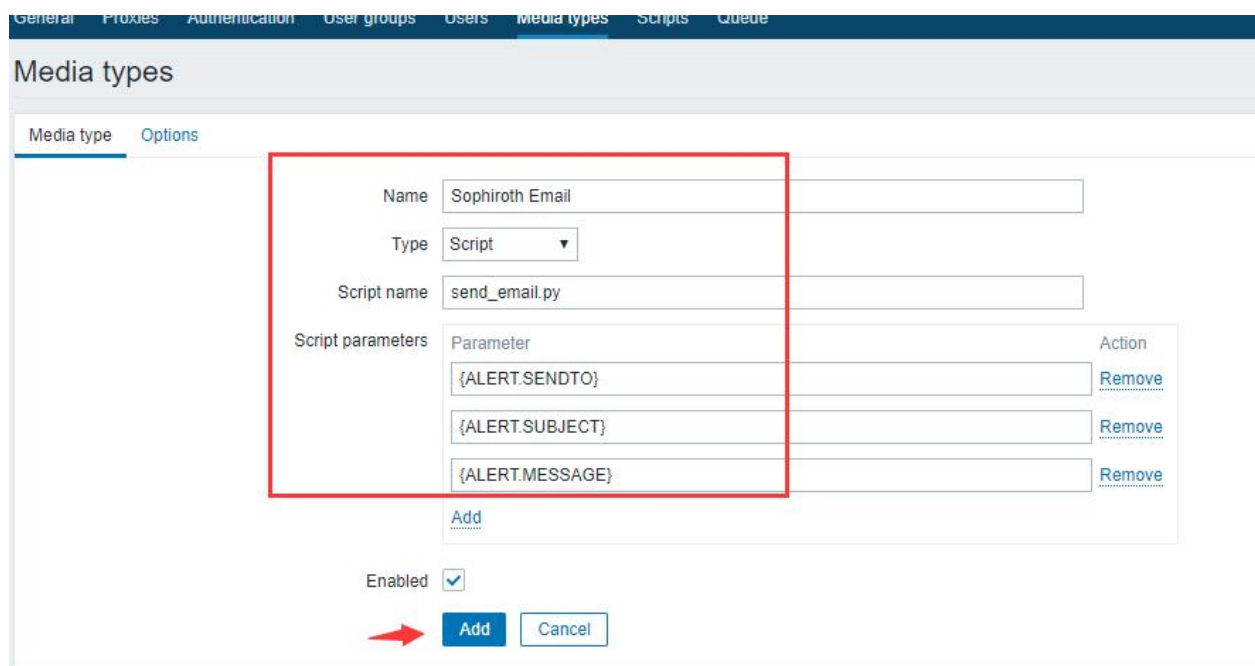 General Proxies Authentication User groups Users Media types Scripts Queue
Media types
Media type Options
Name Sophiroth Email
Type Script
Script name send_email.py
Script parameters Parameter Action
{ALERT.SENDTO} Remove
{ALERT.SUBJECT} Remove
{ALERT.MESSAGE} Remove
Add
Enabled
Add Cancel